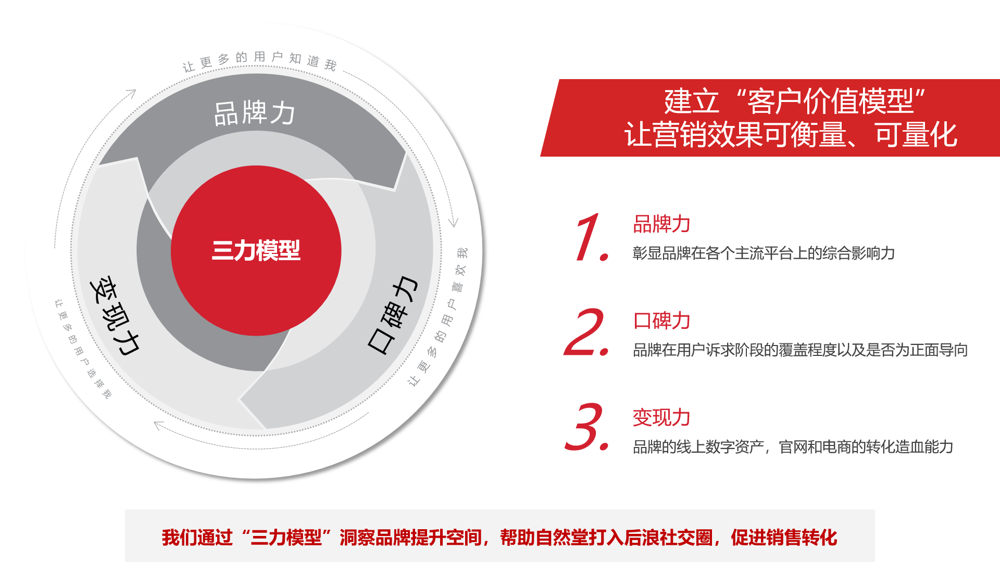 让更多的用户知道我
品牌力
三力模型
变现力
口碑力
让更多的用户选择我
让更多的用户喜欢我
建立“客户价值模型”
让营销效果可衡量、可量化
1.
品牌力
彰显品牌在各个主流平台上的综合影响力
2.
口碑力
品牌在用户诉求阶段的覆盖程度以及是否为正面导向
3.
变现力
品牌的线上数字资产，官网和电商的转化造血能力
我们通过“三力模型”洞察品牌提升空间，帮助自然堂打入后浪社交圈，促进销售转化